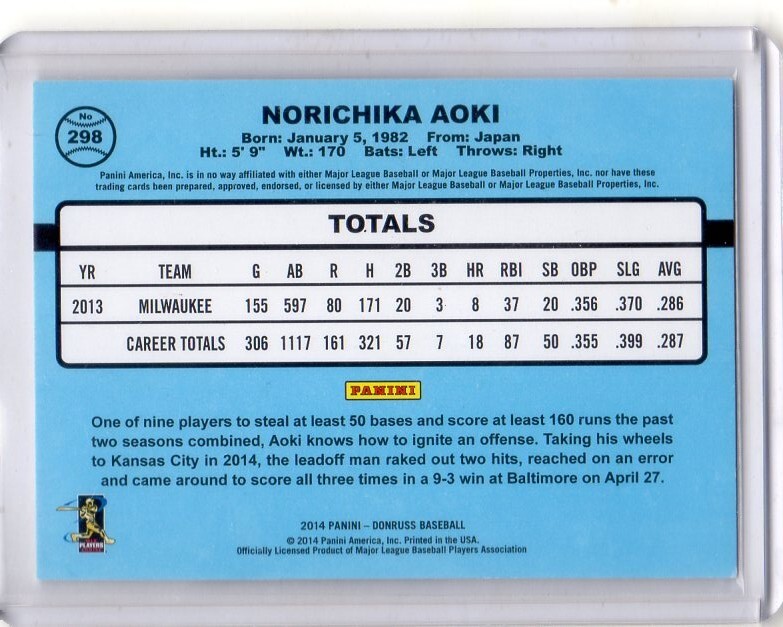 No
298
NORICHIKA AOKI
Born: January 5, 1982 From: Japan
Ht.: 5' 9" Wt.: 170 Bats: Left Throws: Right
Panini America, Inc. is in no way affiliated with either Major League Baseball or Major League Baseball Properties, Inc. nor have these
trading cards been prepared, approved, endorsed, or licensed by either Major League Baseball or Major League Baseball Properties, Inc.
TOTALS
YR TEAM G AB R H 2B 3B HR RBI SB OBP SLG AVG
2013 MILWAUKEE 155 597 80 171 20 3 8 37 20 .356 .370 .286
CAREER TOTALS 306 1117 161 321 57 7 18 87 50 .355 .399 .287
PANINI
One of nine players to steal at least 50 bases and score at least 160 runs the past
two seasons combined, Aoki knows how to ignite an offense. Taking his wheels
to Kansas City in 2014, the leadoff man raked out two hits, reached on an error
and came around to score all three times in a 9-3 win at Baltimore on April 27.
PLAYERS
2014 PANINI – DONRUSS BASEBALL
© 2014 Panini America, Inc. Printed in the USA.
Officially Licensed Product of Major League Baseball Players Association